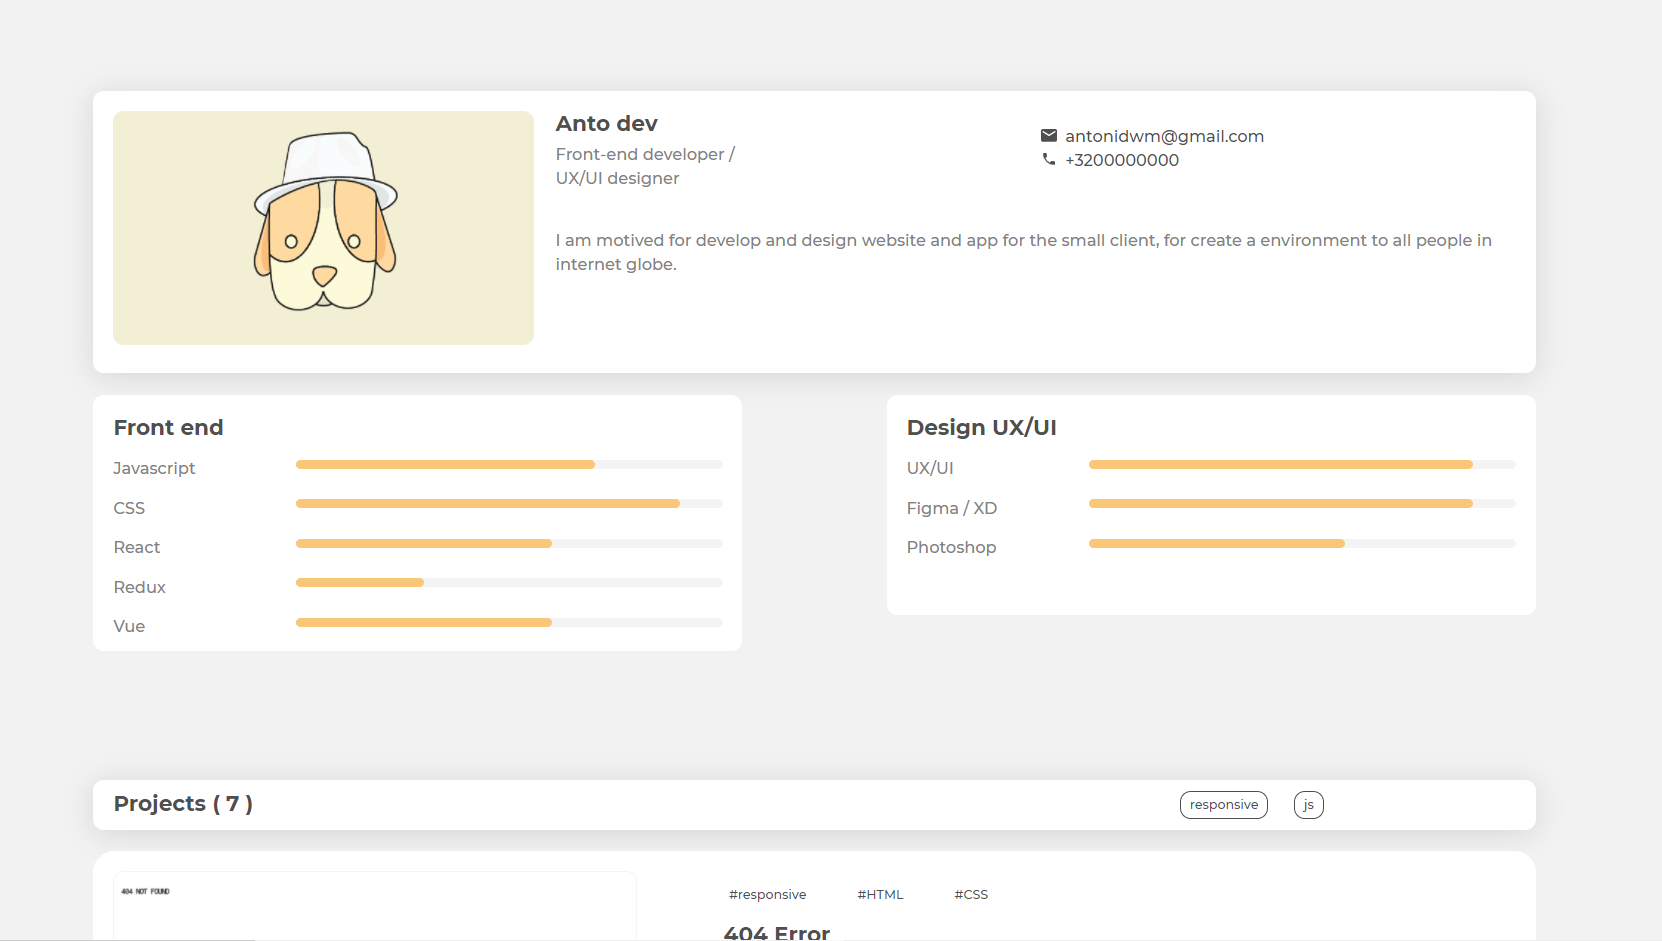 Anto dev
Front-end developer /
UX/UI designer
antonidwm@gmail.com
+3200000000
I am motived for develop and design website and app for the small client, for create a environment to all people in
internet globe.
Front end
Javascript
CSS
React
Redux
Vue
Design UX/UI
UX/UI
Figma / XD
Photoshop
Projects ( 7 )
responsive
js
404 NOT FOUND
#responsive #HTML #CSS
404 Error